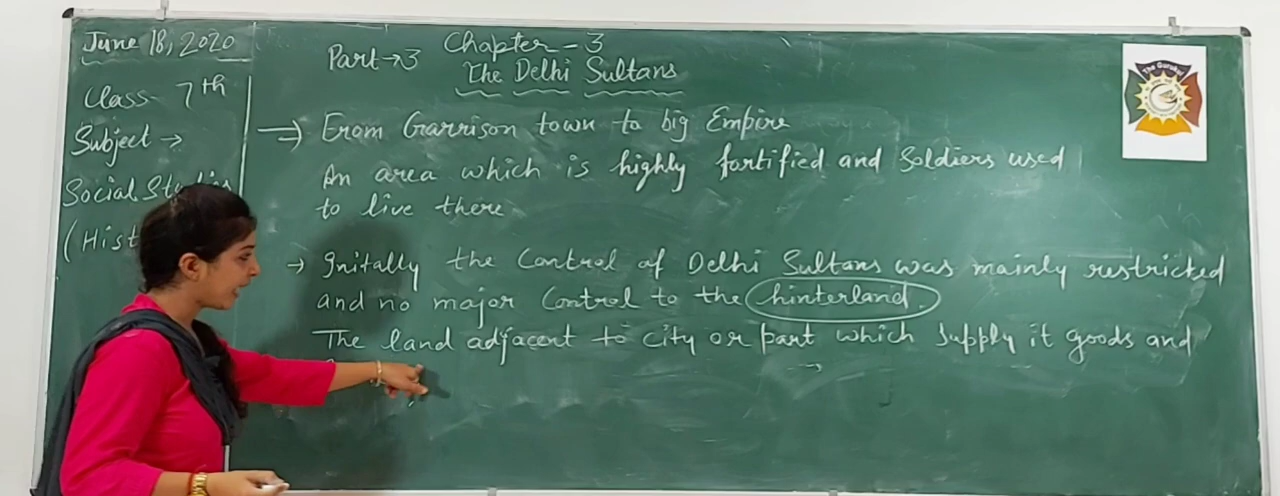 June 18, 2020
Class 7th
Subject →
Social Studies
(Hist
Part→3 Chapter - 3
The Delhi Sultans
⇒ From Garrison town to big Empire
An area which is highly fortified and Soldiers used
to live there
→ Initally the Control of Delhi Sultans was mainly restricted
and no major Control to the hinterland.
The land adjacent to city or part which supply it goods and